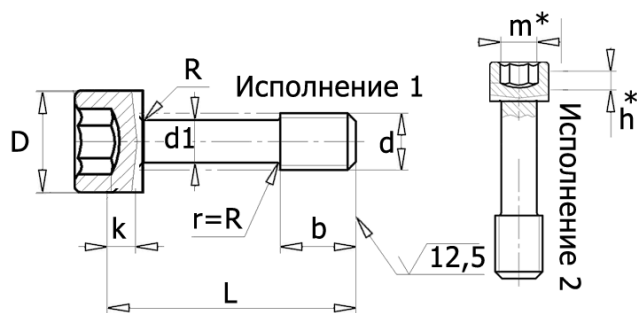 m*
R
Исполнение 1
h*
D
d1
d
Исполнение 2
r=R
k
b
12,5
L